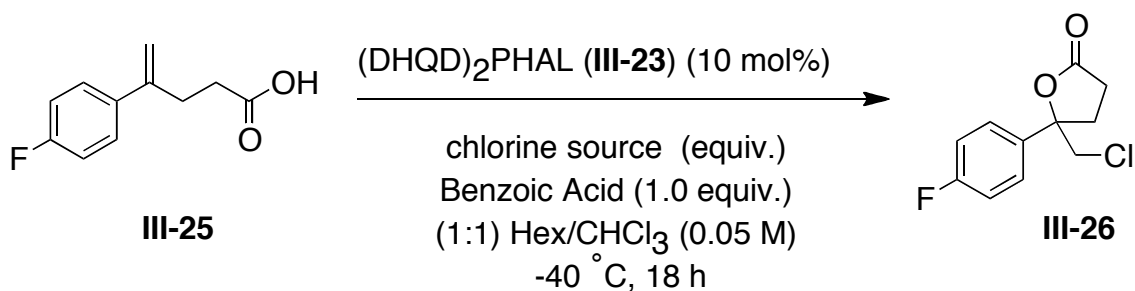 OH
O
F
III-25
(DHQD)₂PHAL (III-23) (10 mol%)
chlorine source (equiv.)
Benzoic Acid (1.0 equiv.)
(1:1) Hex/CHCl₃ (0.05 M)
-40 °C, 18 h
O
O
Cl
F
III-26